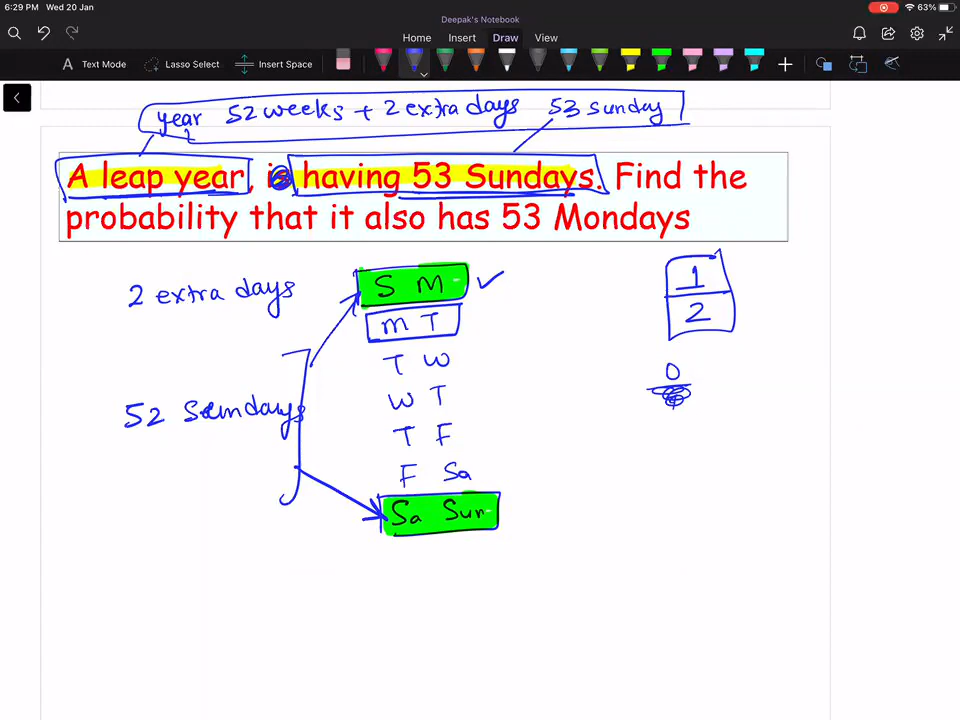 6:29 PM Wed 20 Jan 63%
Deepak's Notebook
Home Insert Draw View
A Text Mode Lasso Select Insert Space
year 52 weeks + 2 extra days 53 sunday
A leap year, is having 53 Sundays. Find the
probability that it also has 53 Mondays
2 extra days S M
1
2
m T
T W
0
W T
52 Sundays
T F
F Sa
Sa Sun